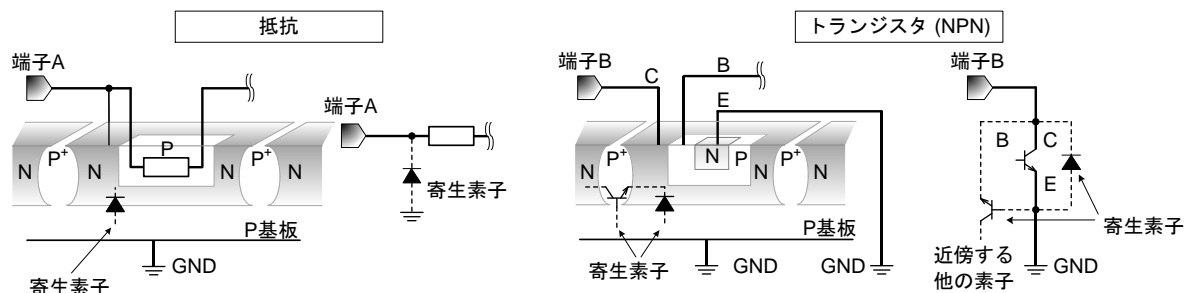 抵抗
端子A
端子A
N
P+
N
P
N
P+
N
寄生素子
P基板
GND
寄生素子
トランジスタ (NPN)
端子B
C
B
E
N
P+
N
P
N
P+
N
P基板
寄生素子
GND
GND
端子B
B
C
E
寄生素子
近傍する
他の素子
GND